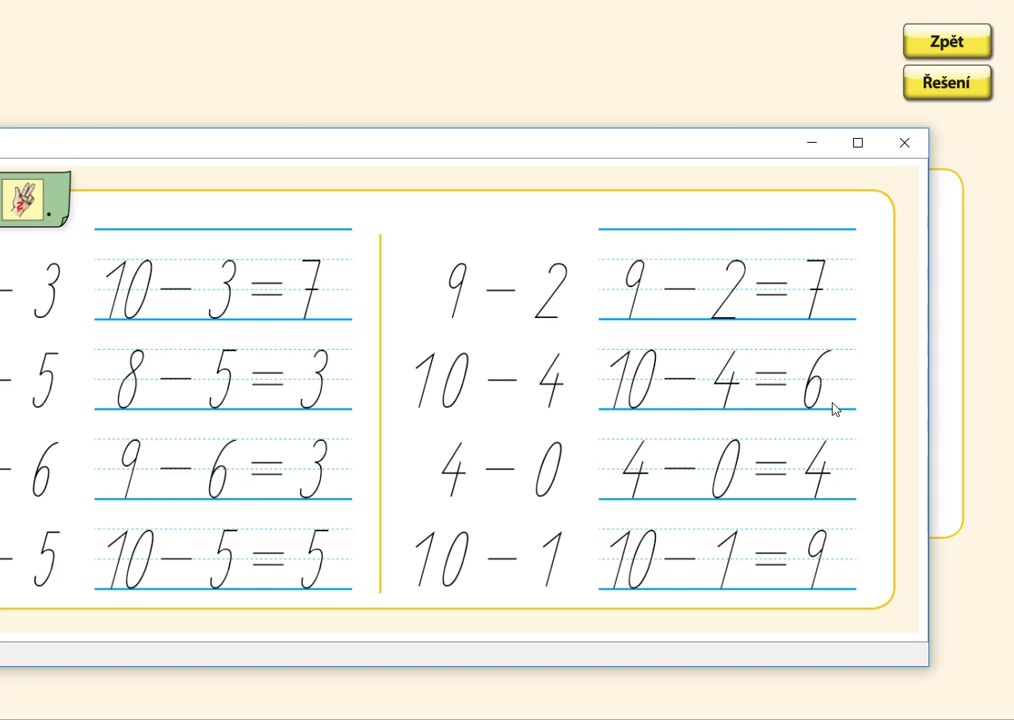 Zpět
Řešení
2.
– 3 10 – 3 = 7 9 – 2 9 – 2 = 7
– 5 8 – 5 = 3 10 – 4 10 – 4 = 6
– 6 9 – 6 = 3 4 – 0 4 – 0 = 4
– 5 10 – 5 = 5 10 – 1 10 – 1 = 9